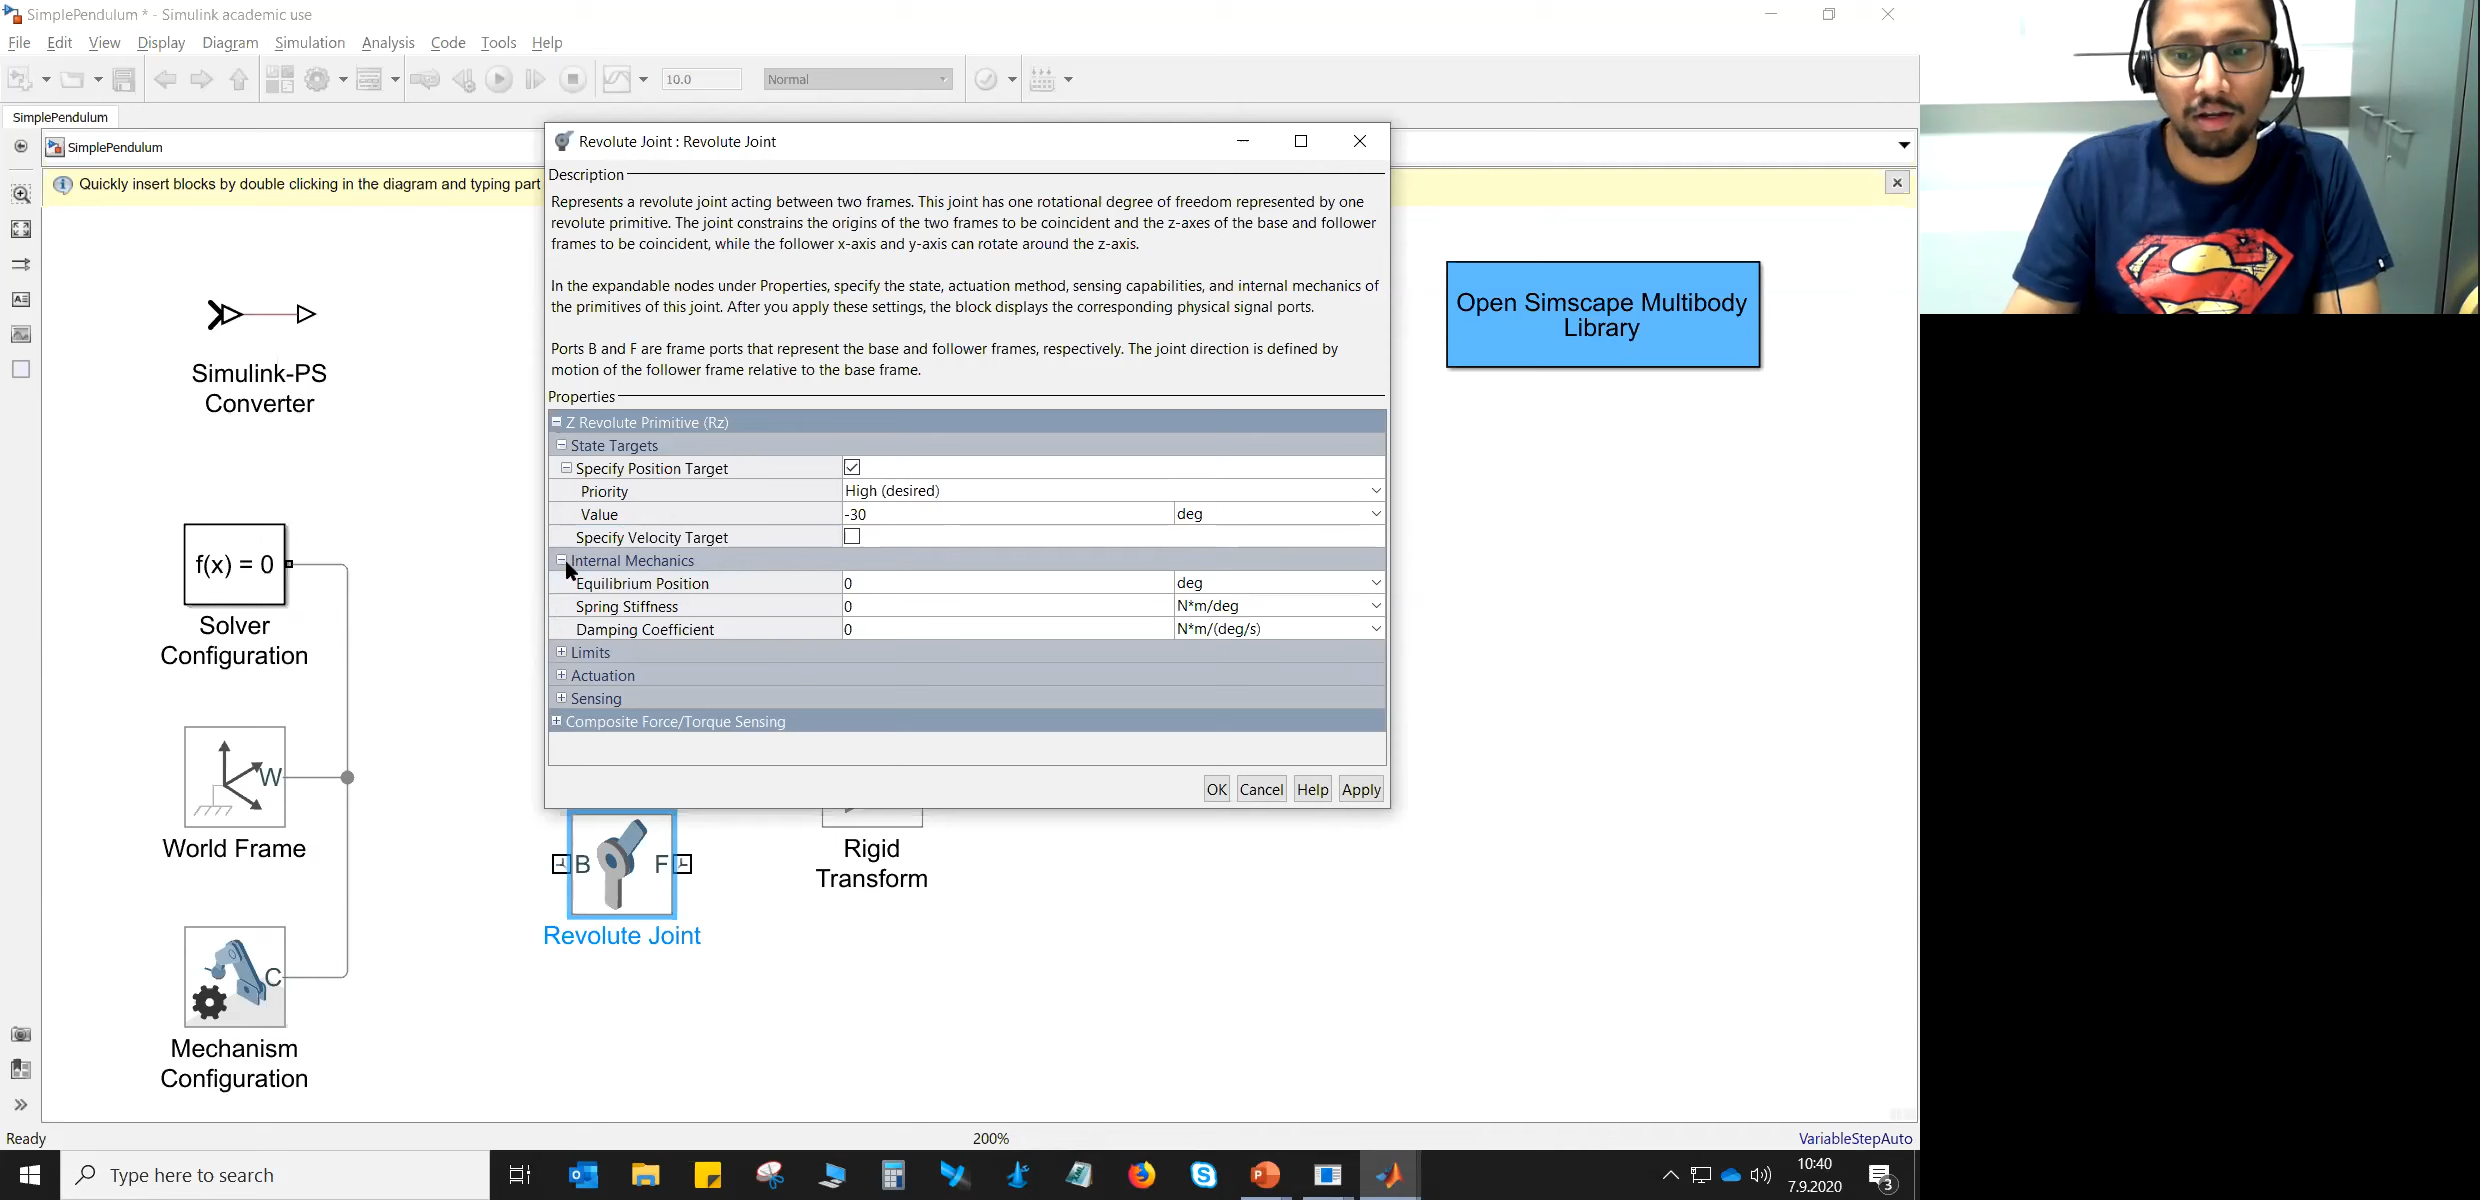 SimplePendulum * - Simulink academic use
File Edit View Display Diagram Simulation Analysis Code Tools Help
10.0 Normal
SimplePendulum
SimplePendulum
Quickly insert blocks by double clicking in the diagram and typing part
Simulink-PS
Converter
f(x) = 0
Solver
Configuration
W
World Frame
C
Mechanism
Configuration
Revolute Joint : Revolute Joint
Description
Represents a revolute joint acting between two frames. This joint has one rotational degree of freedom represented by one
revolute primitive. The joint constrains the origins of the two frames to be coincident and the z-axes of the base and follower
frames to be coincident, while the follower x-axis and y-axis can rotate around the z-axis.
In the expandable nodes under Properties, specify the state, actuation method, sensing capabilities, and internal mechanics of
the primitives of this joint. After you apply these settings, the block displays the corresponding physical signal ports.
Ports B and F are frame ports that represent the base and follower frames, respectively. The joint direction is defined by
motion of the follower frame relative to the base frame.
Properties
Z Revolute Primitive (Rz)
State Targets
Specify Position Target
Priority High (desired)
Value -30 deg
Specify Velocity Target
Internal Mechanics
Equilibrium Position 0 deg
Spring Stiffness 0 N*m/deg
Damping Coefficient 0 N*m/(deg/s)
Limits
Actuation
Sensing
Composite Force/Torque Sensing
OK Cancel Help Apply
B F
Revolute Joint
Rigid
Transform
Open Simscape Multibody
Library
Ready 200% VariableStepAuto
Type here to search
10:40
7.9.2020
3